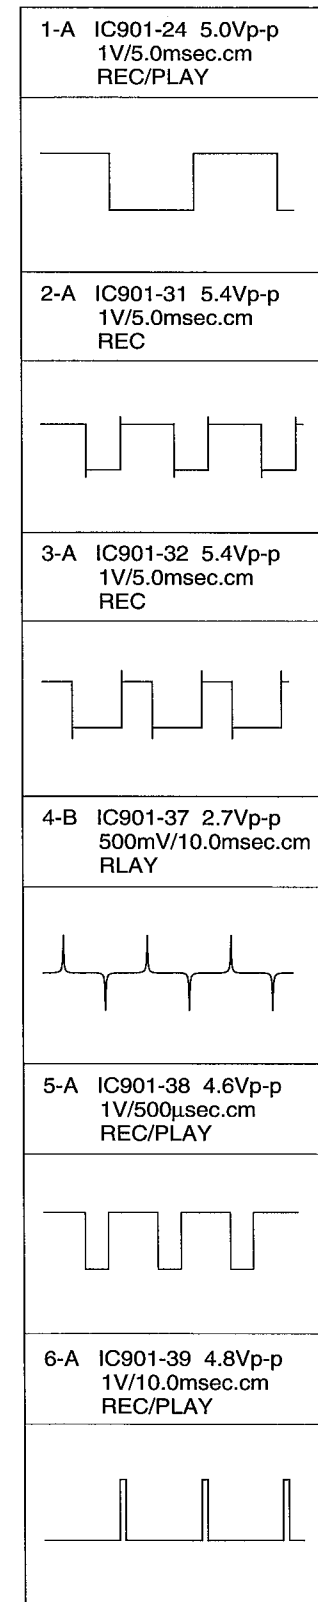 1-A IC901-24 5.0Vp-p
1V/5.0msec.cm
REC/PLAY
2-A IC901-31 5.4Vp-p
1V/5.0msec.cm
REC
3-A IC901-32 5.4Vp-p
1V/5.0msec.cm
REC
4-B IC901-37 2.7Vp-p
500mV/10.0msec.cm
RLAY
5-A IC901-38 4.6Vp-p
1V/500µsec.cm
REC/PLAY
6-A IC901-39 4.8Vp-p
1V/10.0msec.cm
REC/PLAY